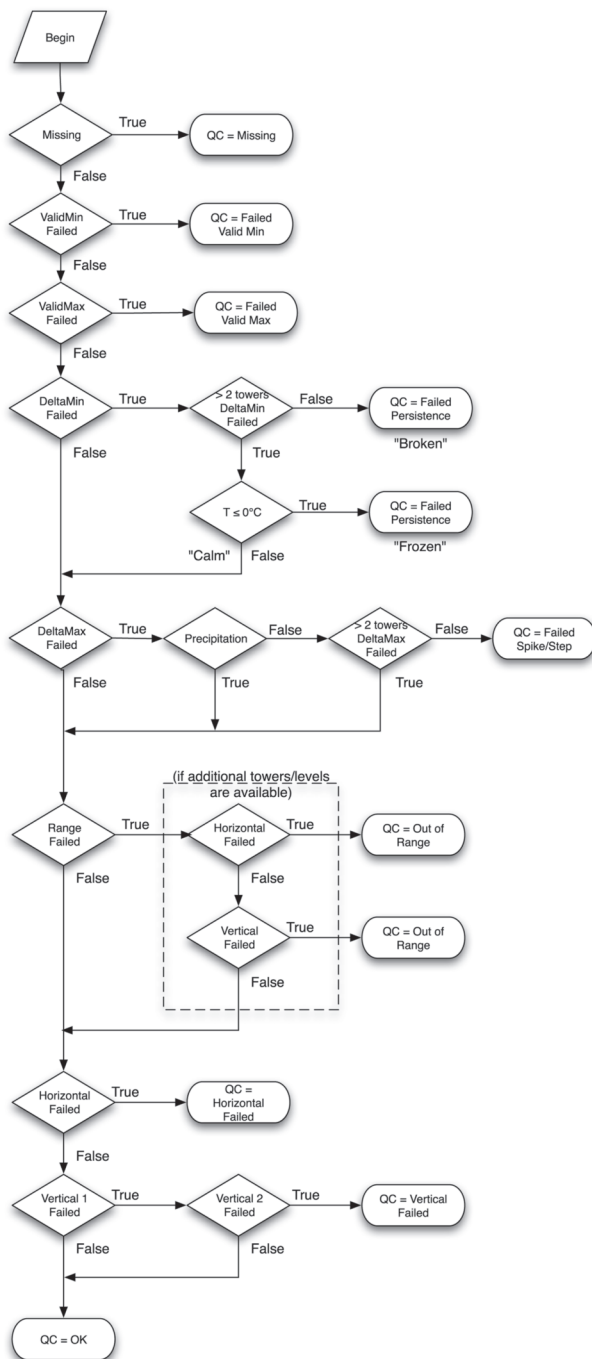 Begin
Missing
True
QC = Missing
False
ValidMin
Failed
True
QC = Failed
Valid Min
False
ValidMax
Failed
True
QC = Failed
Valid Max
False
DeltaMin
Failed
True
> 2 towers
DeltaMin
Failed
False
QC = Failed
Persistence
"Broken"
False
True
T ≤ 0°C
True
QC = Failed
Persistence
"Frozen"
"Calm"
False
DeltaMax
Failed
True
Precipitation
False
> 2 towers
DeltaMax
Failed
False
QC = Failed
Spike/Step
False
True
True
(if additional towers/levels
are available)
Range
Failed
True
Horizontal
Failed
True
QC = Out of
Range
False
False
Vertical
Failed
True
QC = Out of
Range
False
Horizontal
Failed
True
QC =
Horizontal
Failed
False
Vertical 1
Failed
True
Vertical 2
Failed
True
QC = Vertical
Failed
False
False
QC = OK